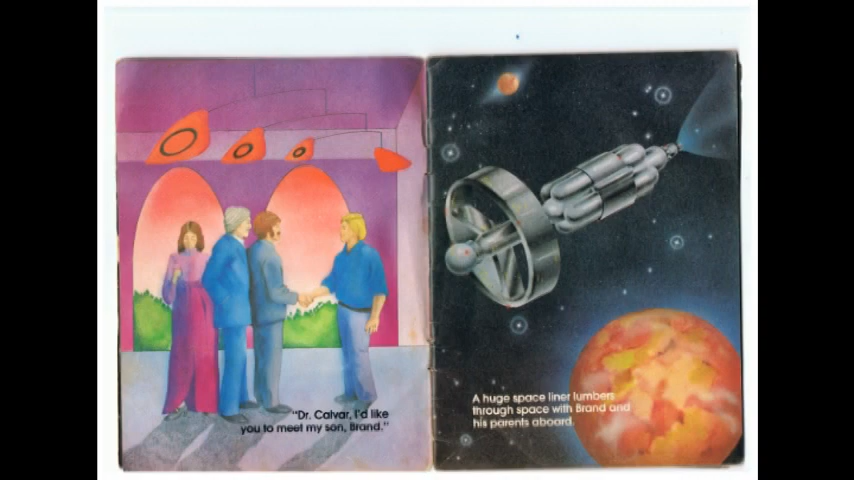 "Dr. Calvar, I'd like
you to meet my son, Brand."
A huge space liner lumbers
through space with Brand and
his parents aboard.